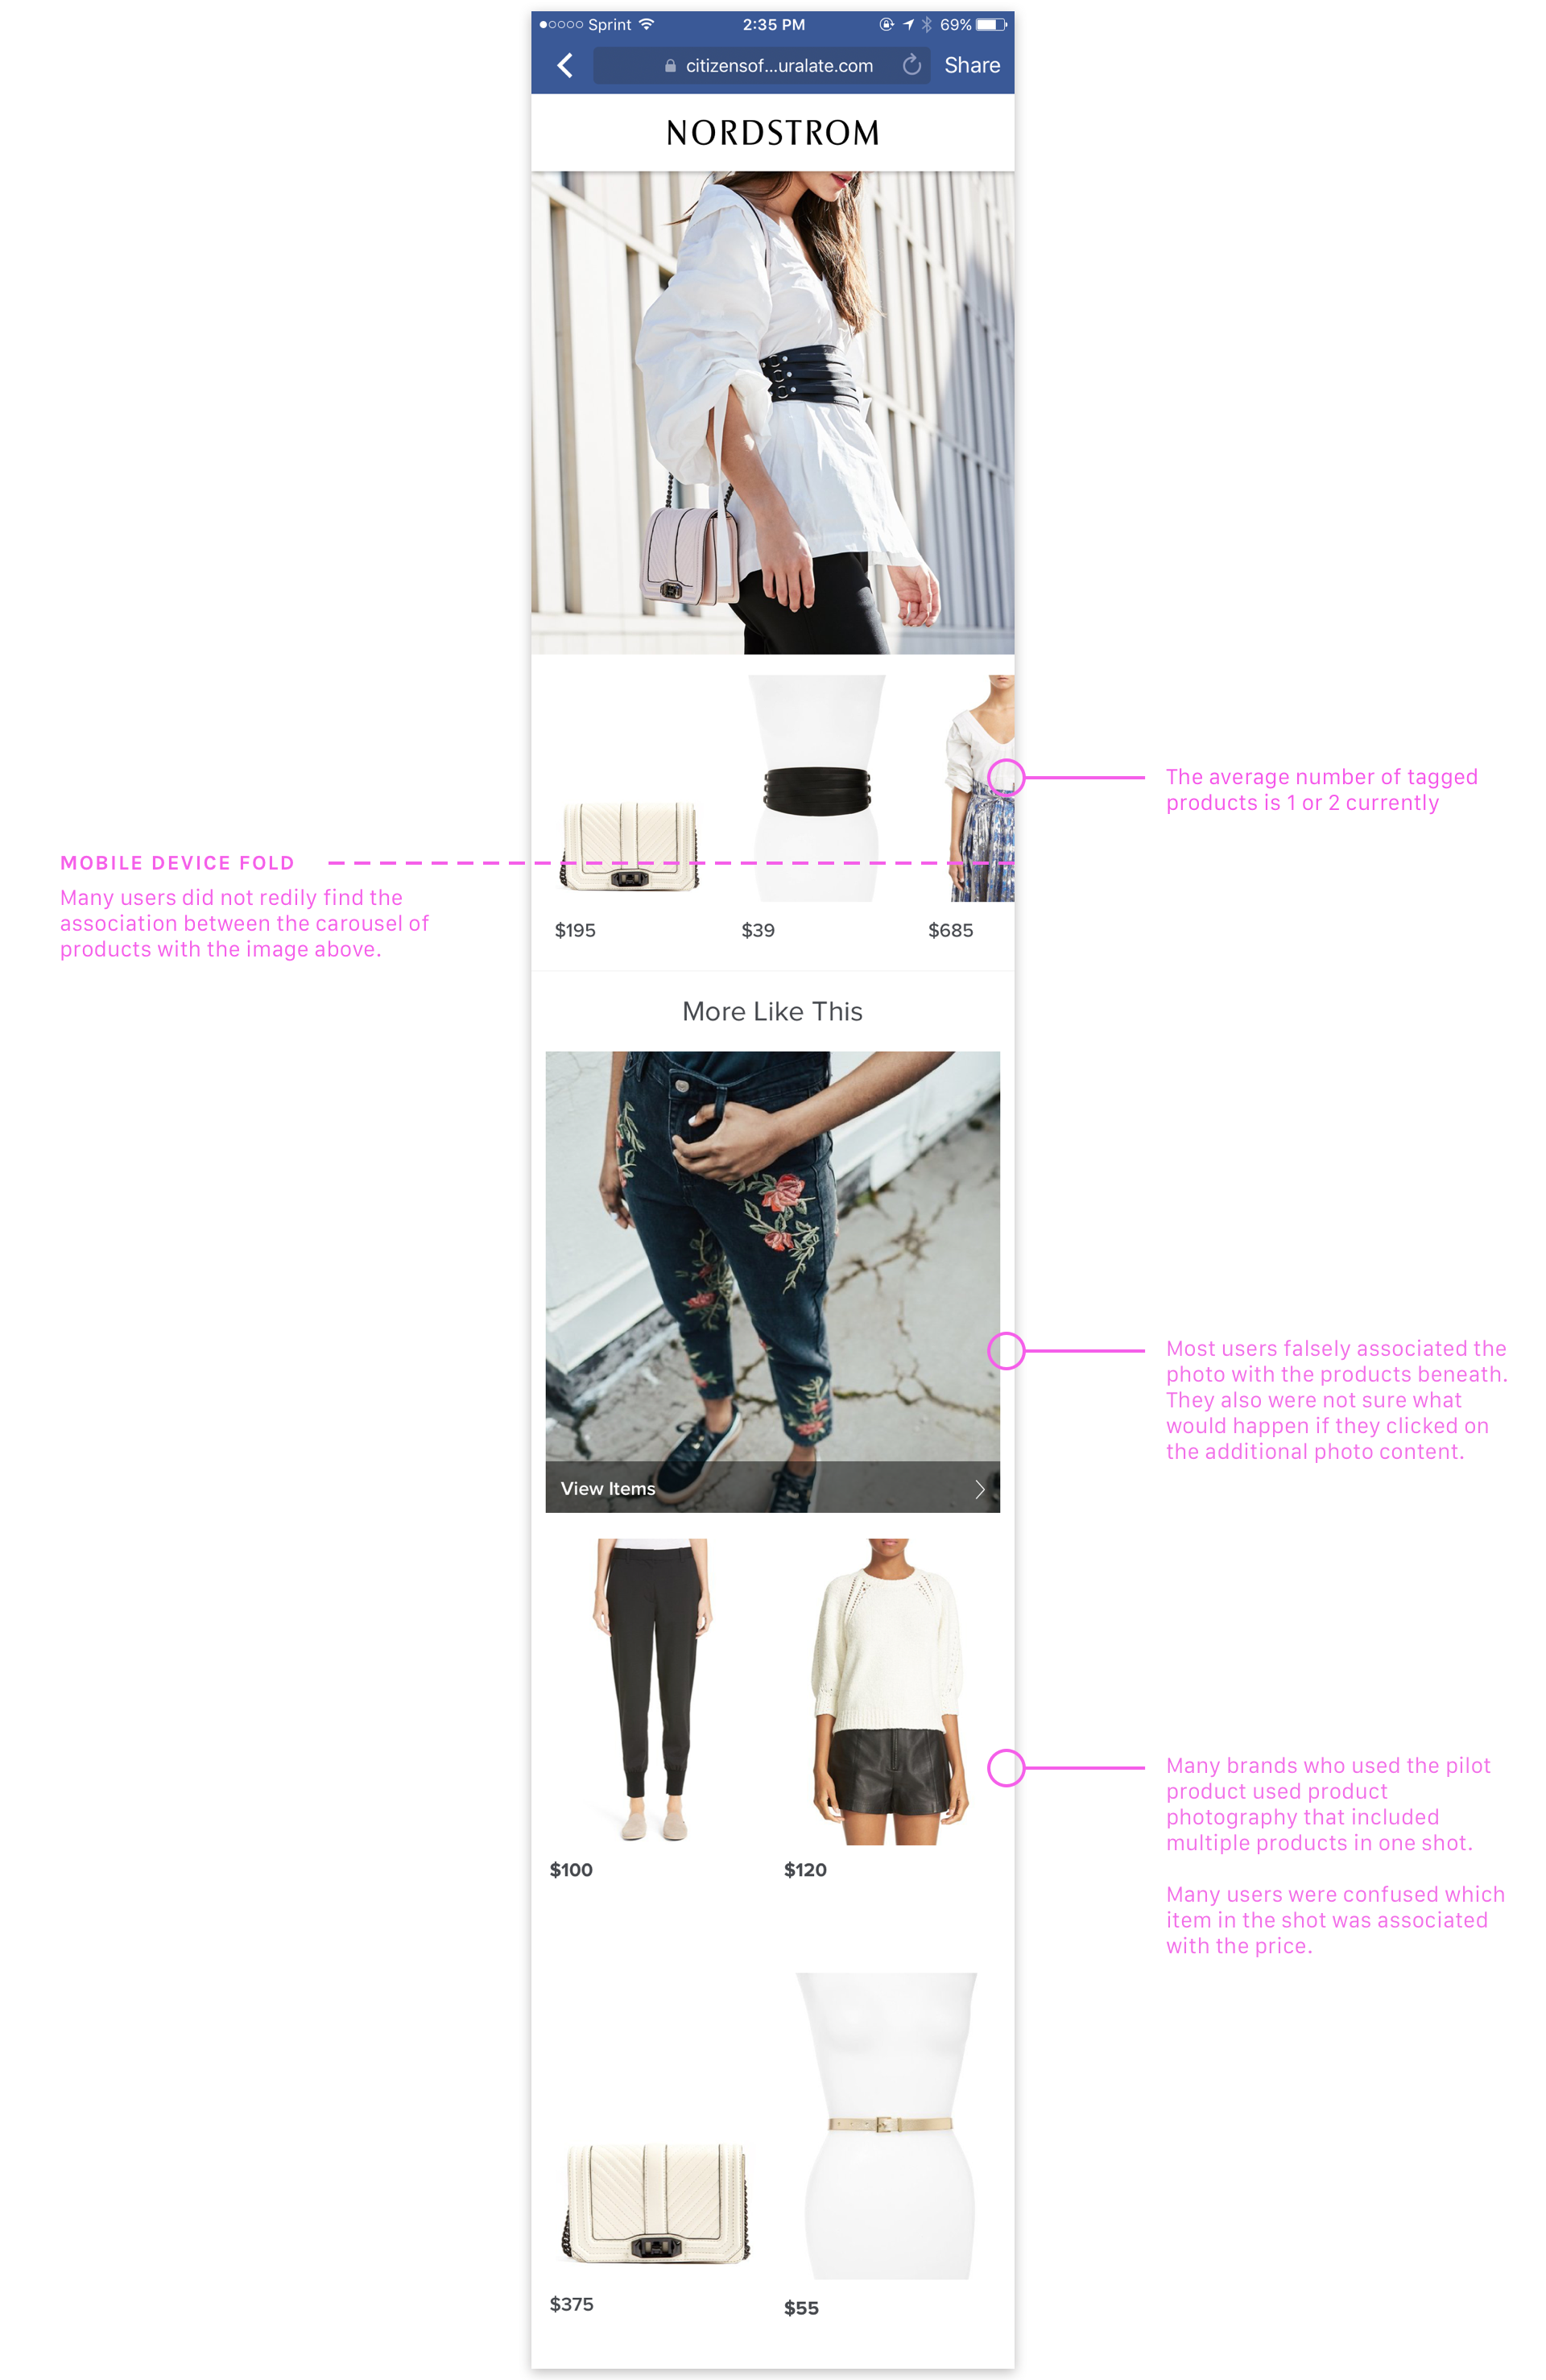 Sprint 2:35 PM 69%
citizensof...uralate.com Share
NORDSTROM
The average number of tagged
products is 1 or 2 currently
MOBILE DEVICE FOLD
Many users did not redily find the
association between the carousel of
products with the image above.
$195 $39 $685
More Like This
Most users falsely associated the
photo with the products beneath.
They also were not sure what
would happen if they clicked on
the additional photo content.
View Items
Many brands who used the pilot
product used product
photography that included
multiple products in one shot.
$100 $120
Many users were confused which
item in the shot was associated
with the price.
$375 $55